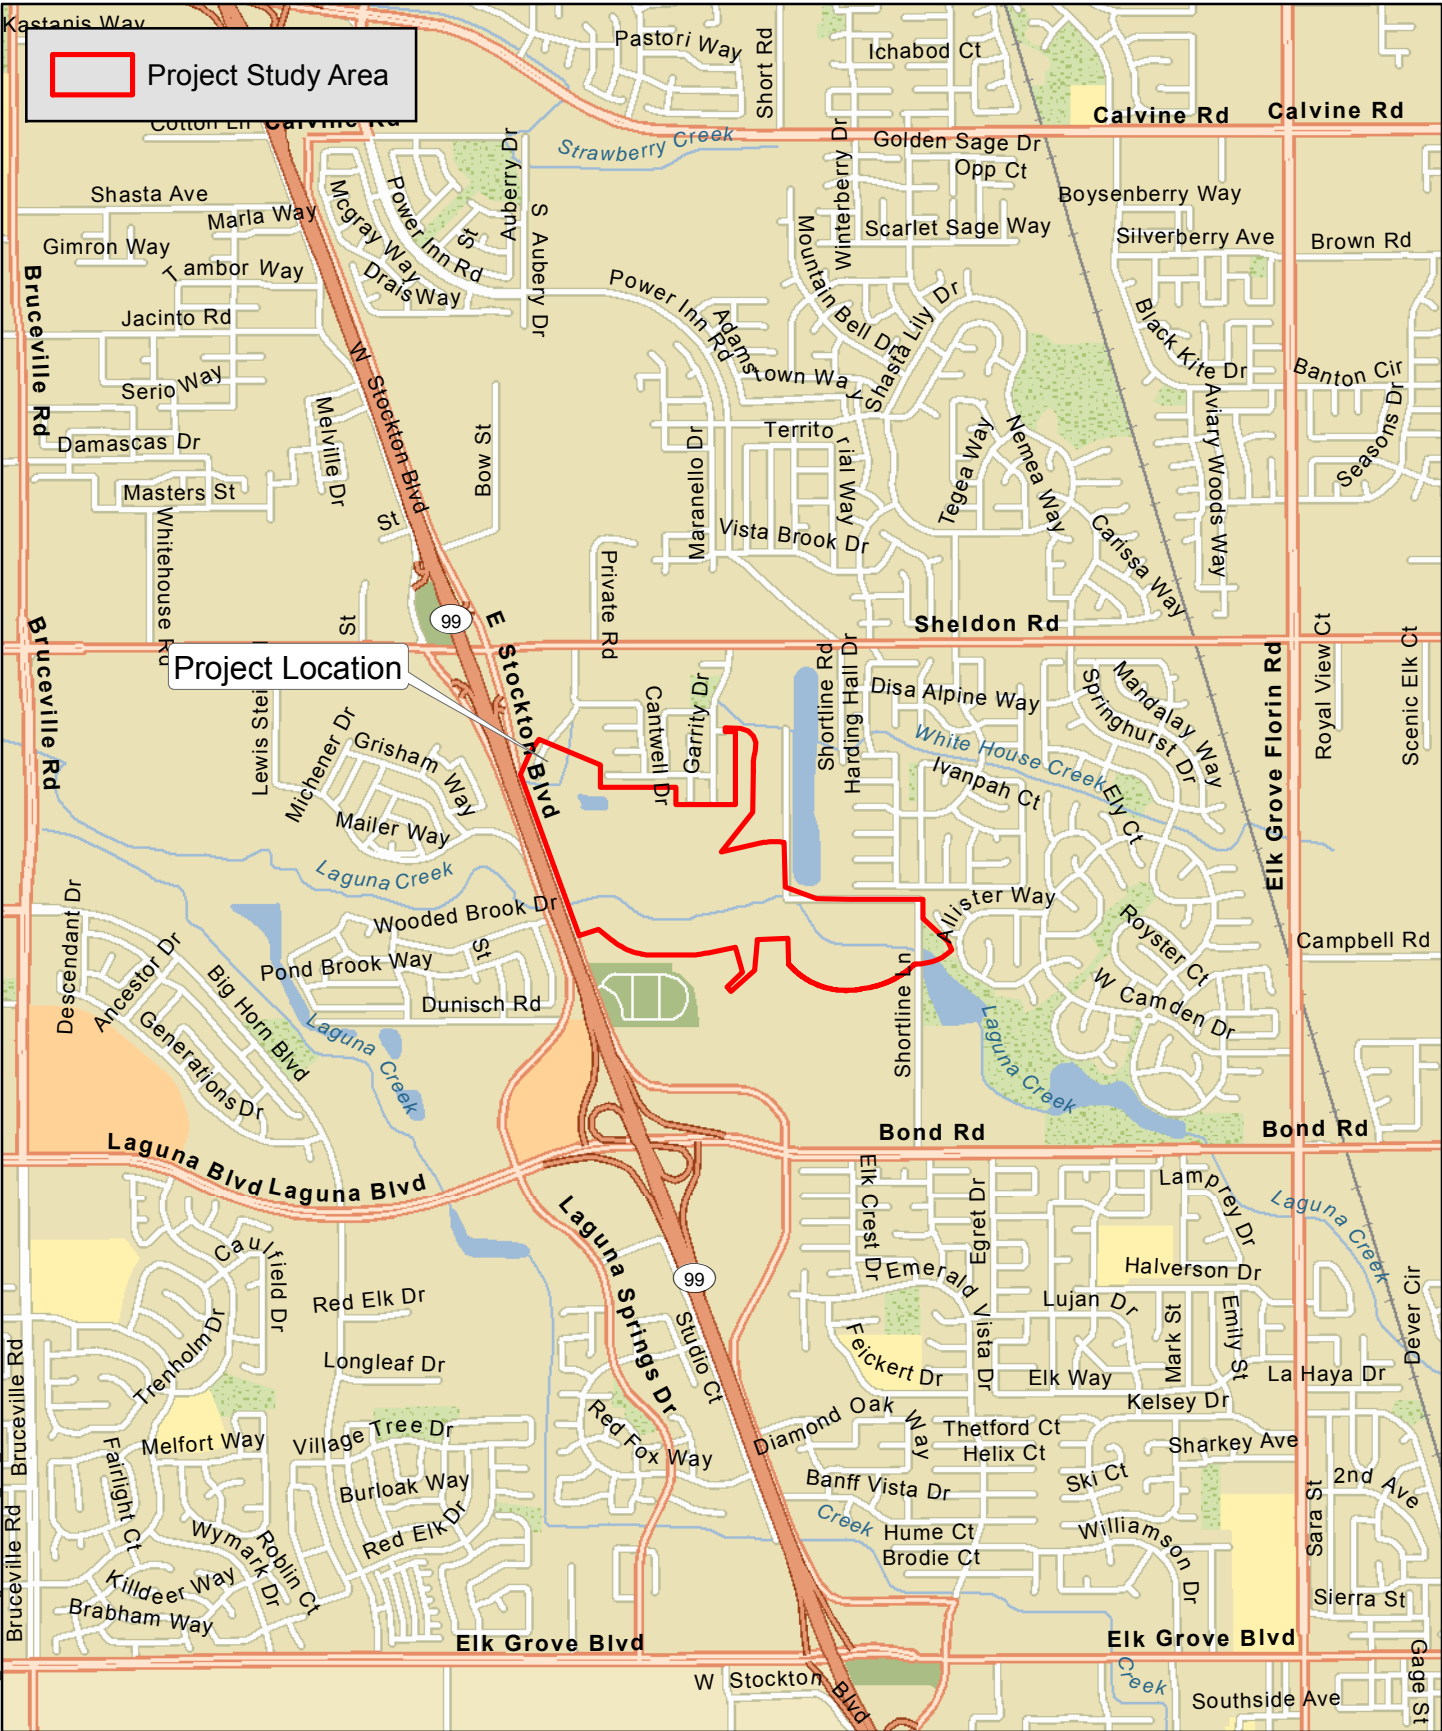 Kastanis Way
Project Study Area
Pastori Way
Short Rd
Ichabod Ct
Calvine Rd
Calvine Rd
Cotton Ln
Calvine Rd
Strawberry Creek
Golden Sage Dr
Opp Ct
Winterberry Dr
Boysenberry Way
Shasta Ave
Marla Way
Mcgray Way
Power Inn Rd
St
Auberry Dr
S Aubery Dr
Scarlet Sage Way
Silverberry Ave
Brown Rd
Gimron Way
Tambor Way
Drais Way
Power Inn Rd
Mountain Bell Dr
Shasta Lily Dr
Bruceville Rd
Jacinto Rd
Adamstown Way
Black Kite Dr
Banton Cir
Serio Way
W Stockton Blvd
Melville Dr
Bow St
Maranello Dr
Territorial Way
Tegea Way
Nemea Way
Aviary Woods Way
Seasons Dr
Damascas Dr
Masters St
Whitehouse Rd
St
Vista Brook Dr
Carissa Way
Private Rd
99
Bruceville Rd
St
E Stockton Blvd
Sheldon Rd
Project Location
Lewis Stei
Michener Dr
Grisham Way
Mailer Way
Cantwell Dr
Garrity Dr
Shortline Rd
Harding Hall Dr
Disa Alpine Way
Springhurst Dr
Mandalay Way
Elk Grove Florin Rd
Royal View Ct
Scenic Elk Ct
White House Creek
Ivanpah Ct
Ely Ct
Laguna Creek
Wooded Brook Dr
Allister Way
Royster Ct
Campbell Rd
Descendant Dr
Ancestor Dr
Big Horn Blvd
Pond Brook Way
St
Dunisch Rd
Shortline Ln
W Camden Dr
Generations Dr
Laguna Creek
Laguna Creek
Laguna Blvd
Laguna Blvd
Bond Rd
Bond Rd
Laguna Springs Dr
Elk Crest Dr
Egret Dr
Lamprey Dr
Laguna Creek
Caulfield Dr
99
Emerald Vista Dr
Halverson Dr
Red Elk Dr
Lujan Dr
Mark St
Emily St
Dever Cir
Trenholm Dr
Studio Ct
Feickert Dr
Longleaf Dr
Elk Way
La Haya Dr
Bruceville Rd
Kelsey Dr
Fairlight Ct
Melfort Way
Village Tree Dr
Red Fox Way
Diamond Oak Way
Thetford Ct
Helix Ct
Sharkey Ave
Burloak Way
Banff Vista Dr
Ski Ct
2nd Ave
Sara St
Bruceville Rd
Wymark Dr
Roblin Ct
Red Elk Dr
Creek
Hume Ct
Brodie Ct
Williamson Dr
Killdeer Way
Brabham Way
Sierra St
Elk Grove Blvd
Elk Grove Blvd
W Stockton Blvd
Creek
Southside Ave
Gage St